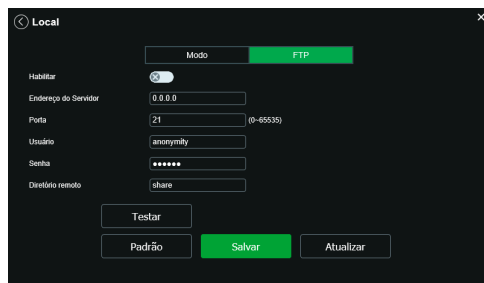 Local
Modo FTP
Habilitar
Endereço do Servidor 0.0.0.0
Porta 21 (0~65535)
Usuário anonymity
Senha ••••••
Diretório remoto share
Testar
Padrão Salvar Atualizar